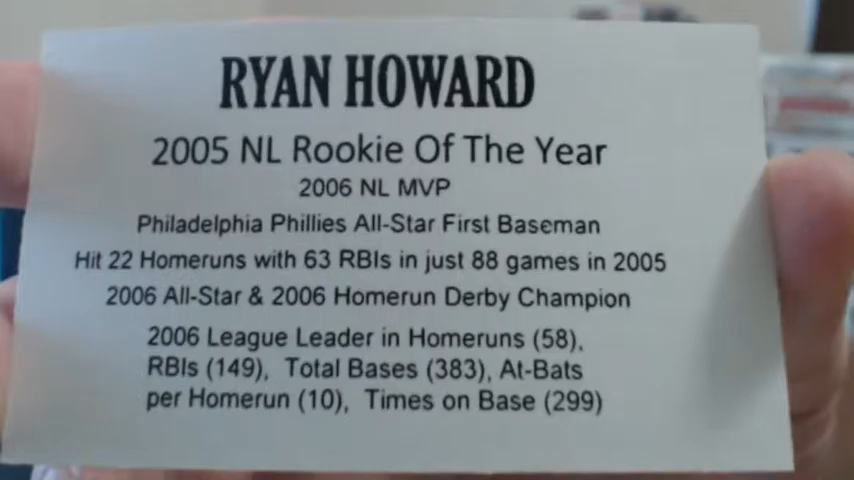 RYAN HOWARD
2005 NL Rookie Of The Year
2006 NL MVP
Philadelphia Phillies All-Star First Baseman
Hit 22 Homeruns with 63 RBIs in just 88 games in 2005
2006 All-Star & 2006 Homerun Derby Champion
2006 League Leader in Homeruns (58),
RBIs (149), Total Bases (383), At-Bats
per Homerun (10), Times on Base (299)